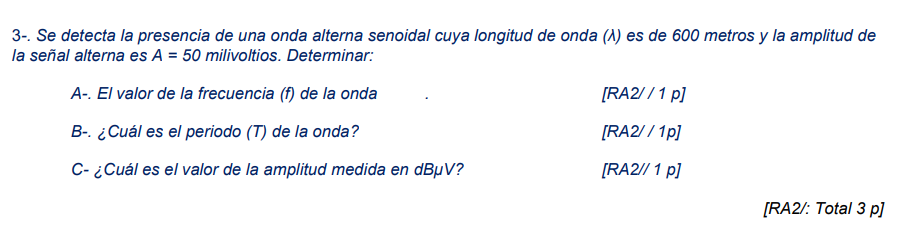 3-. Se detecta la presencia de una onda alterna senoidal cuya longitud de onda (λ) es de 600 metros y la amplitud de
la señal alterna es A = 50 milivoltios. Determinar:
A-. El valor de la frecuencia (f) de la onda . [RA2/ / 1 p]
B-. ¿Cuál es el periodo (T) de la onda? [RA2/ / 1p]
C- ¿Cuál es el valor de la amplitud medida en dBμV? [RA2// 1 p]
[RA2/: Total 3 p]